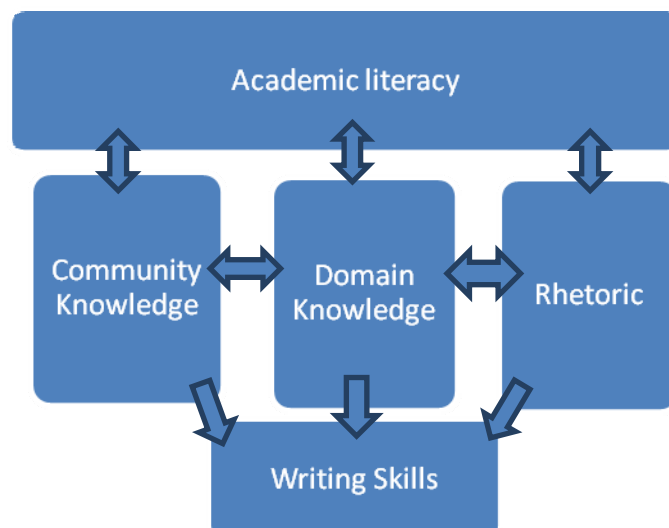 Academic literacy
Community
Knowledge
Domain
Knowledge
Rhetoric
Writing Skills